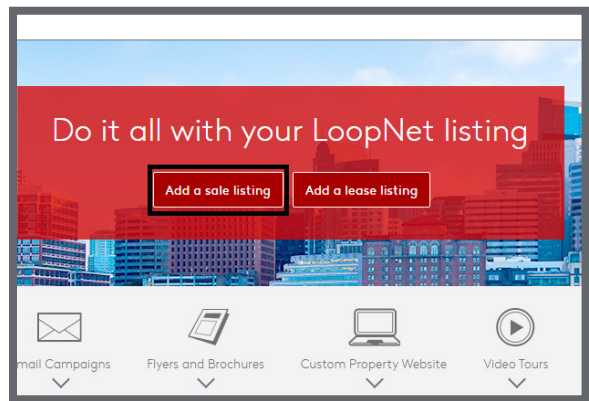 Do it all with your LoopNet listing
Add a sale listing Add a lease listing
mail Campaigns Flyers and Brochures Custom Property Website Video Tours